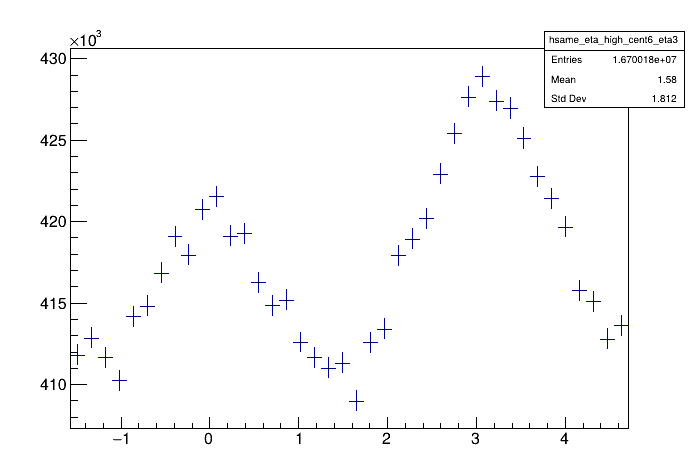 ×10³
hsame_eta_high_cent6_eta3
Entries 1.670018e+07
Mean 1.58
Std Dev 1.812
430
425
420
415
410
−1 0 1 2 3 4